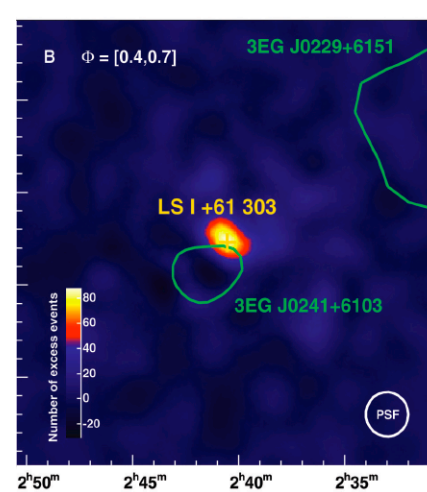 3EG J0229+6151
B Φ = [0.4,0.7]
LS I +61 303
3EG J0241+6103
Number of excess events
80
60
40
20
0
-20
PSF
2ʰ50ᵐ 2ʰ45ᵐ 2ʰ40ᵐ 2ʰ35ᵐ